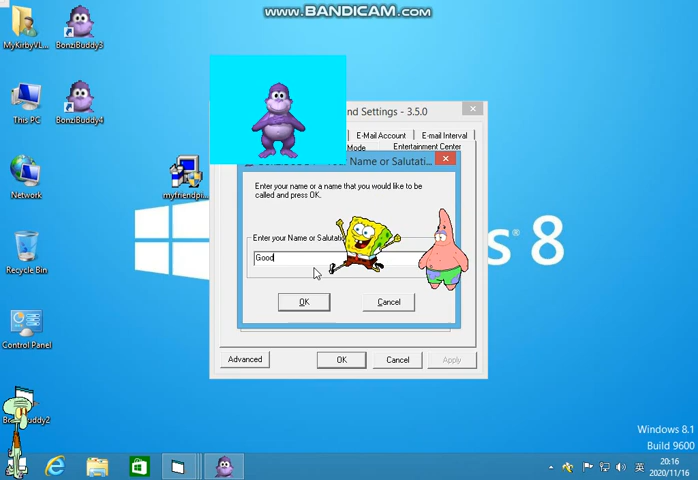 www.BANDICAM.com
MyKirbyVL...
BonziBuddy3
This PC
BonziBuddy4
Network
myfriendpi...
Recycle Bin
Control Panel
nd Settings - 3.5.0
E-Mail Account
E-mail Interval
Mode
Entertainment Center
Your Name or Salutati...
Enter your name or a name that you would like to be
called and press OK.
Enter your Name or Salutati
Good
OK
Cancel
Advanced
OK
Cancel
Apply
s® 8
Windows 8.1
Build 9600
英
20:16
2020/11/16